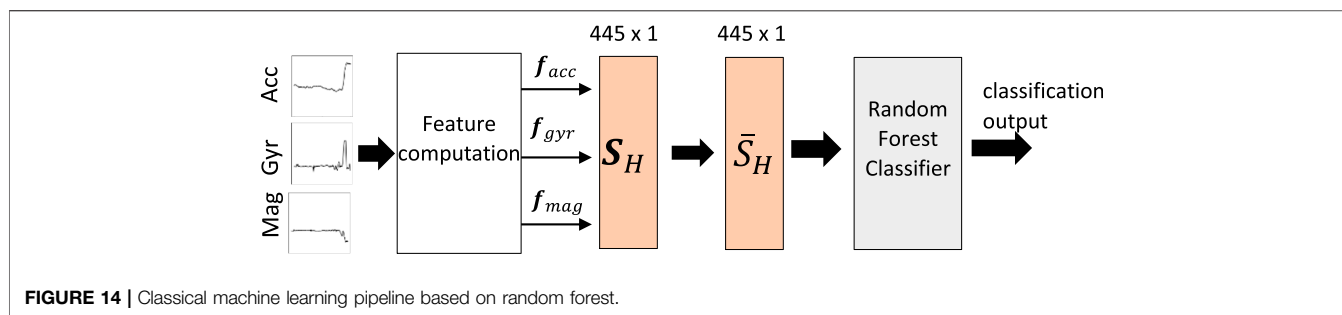 445 x 1
445 x 1
Acc
Gyr
Mag
Feature
computation
f_acc
f_gyr
f_mag
S_H
S̄_H
Random
Forest
Classifier
classification
output
FIGURE 14 | Classical machine learning pipeline based on random forest.